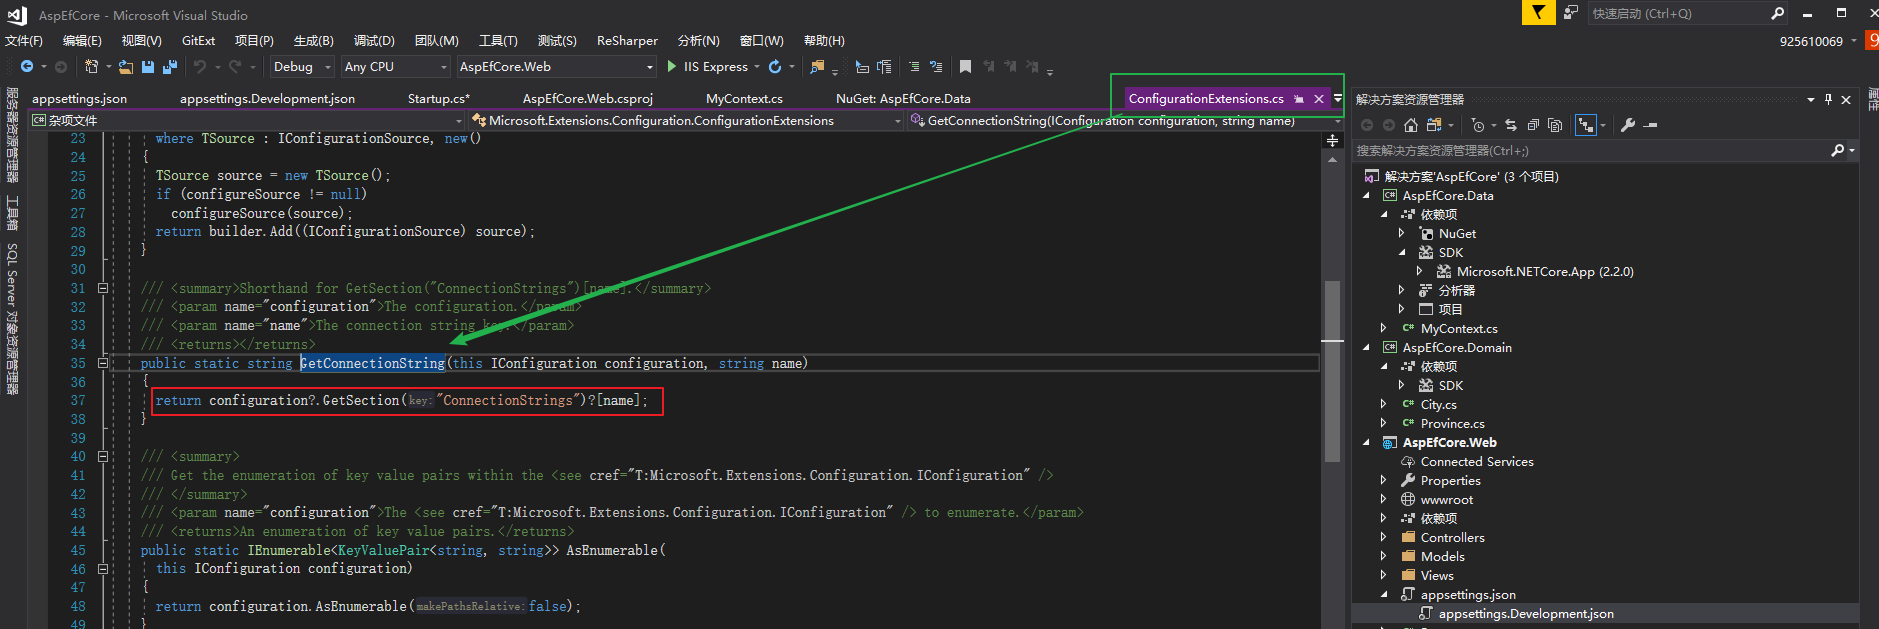 AspEfCore - Microsoft Visual Studio
快速启动 (Ctrl+Q)
文件(F) 编辑(E) 视图(V) GitExt 项目(P) 生成(B) 调试(D) 团队(M) 工具(T) 测试(S) ReSharper 分析(N) 窗口(W) 帮助(H)
925610069
9
Debug Any CPU AspEfCore.Web IIS Express
appsettings.json appsettings.Development.json Startup.cs* AspEfCore.Web.csproj MyContext.cs NuGet: AspEfCore.Data ConfigurationExtensions.cs
杂项文件 Microsoft.Extensions.Configuration.ConfigurationExtensions GetConnectionString(IConfiguration configuration, string name)
服务器资源管理器
工具箱
SQL Server 对象资源管理器
23 where TSource : IConfigurationSource, new()
24 {
25 TSource source = new TSource();
26 if (configureSource != null)
27 configureSource(source);
28 return builder.Add((IConfigurationSource) source);
29 }
30
31 /// <summary>Shorthand for GetSection("ConnectionStrings")[name].</summary>
32 /// <param name="configuration">The configuration.</param>
33 /// <param name="name">The connection string key.</param>
34 /// <returns></returns>
35 public static string GetConnectionString(this IConfiguration configuration, string name)
36 {
37 return configuration?.GetSection(key:"ConnectionStrings")?[name];
38 }
39
40 /// <summary>
41 /// Get the enumeration of key value pairs within the <see cref="T:Microsoft.Extensions.Configuration.IConfiguration" />
42 /// </summary>
43 /// <param name="configuration">The <see cref="T:Microsoft.Extensions.Configuration.IConfiguration" /> to enumerate.</param>
44 /// <returns>An enumeration of key value pairs.</returns>
45 public static IEnumerable<KeyValuePair<string, string>> AsEnumerable(
46 this IConfiguration configuration)
47 {
48 return configuration.AsEnumerable(makePathsRelative:false);
49 }
解决方案资源管理器
搜索解决方案资源管理器(Ctrl+;)
解决方案'AspEfCore' (3 个项目)
AspEfCore.Data
依赖项
NuGet
SDK
Microsoft.NETCore.App (2.2.0)
分析器
项目
MyContext.cs
AspEfCore.Domain
依赖项
SDK
City.cs
Province.cs
AspEfCore.Web
Connected Services
Properties
wwwroot
依赖项
Controllers
Models
Views
appsettings.json
appsettings.Development.json
属性